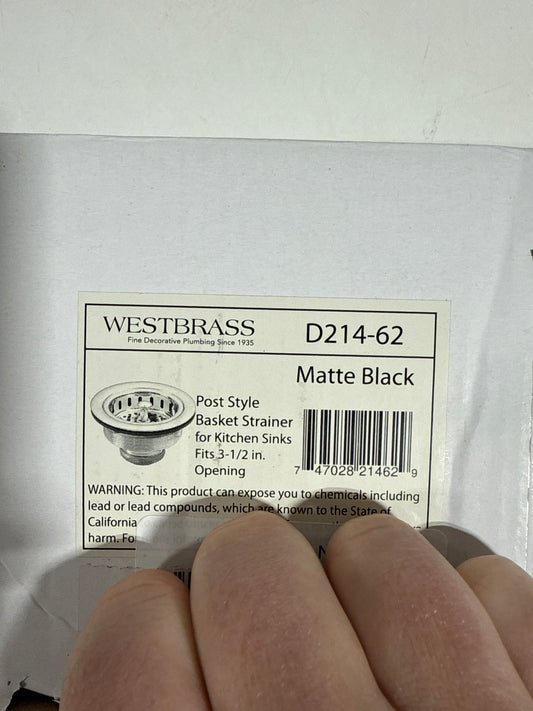 WESTBRASS
Fine Decorative Plumbing Since 1935
D214-62
Matte Black
Post Style
Basket Strainer
for Kitchen Sinks
Fits 3-1/2 in.
Opening
7 47028 21462 9
WARNING: This product can expose you to chemicals including
lead or lead compounds, which are known to the State of
California
harm. For